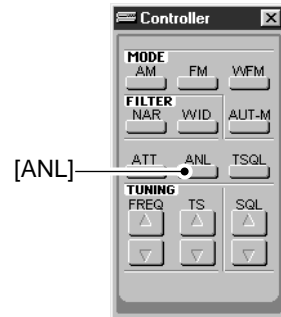 Controller
MODE
AM FM WFM
FILTER
NAR WID AUT-M
[ANL]
ATT ANL TSQL
TUNING
FREQ TS SQL